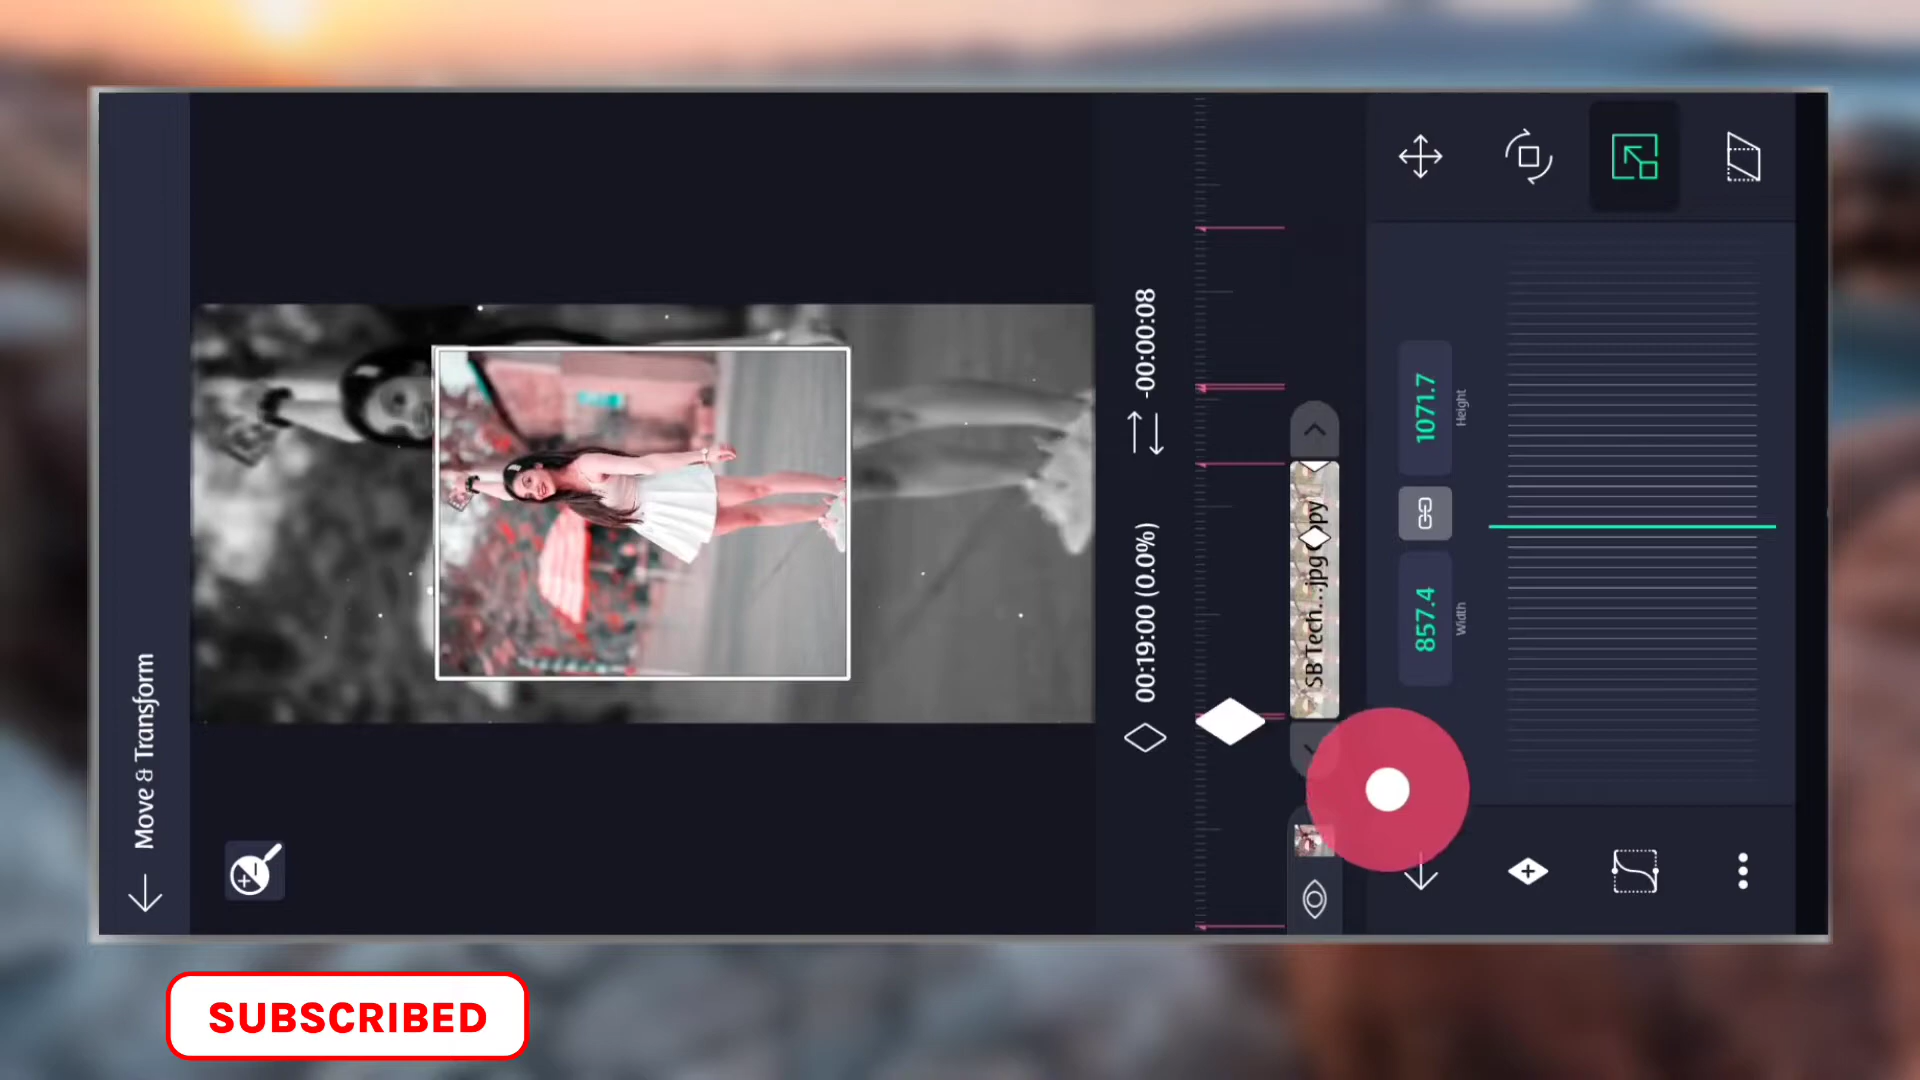 Move & Transform
00:19:00 (0.0%)
-00:00:08
SB Tech...jpg
857.4
Width
1071.7
Height
SUBSCRIBED